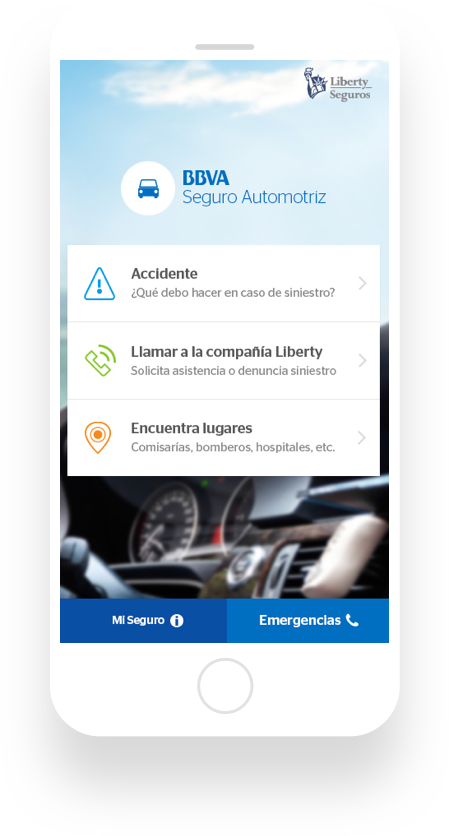 Liberty
Seguros
BBVA
Seguro Automotriz
Accidente
¿Qué debo hacer en caso de siniestro?
Llamar a la compañía Liberty
Solicita asistencia o denuncia siniestro
Encuentra lugares
Comisarías, bomberos, hospitales, etc.
Mi Seguro
Emergencias